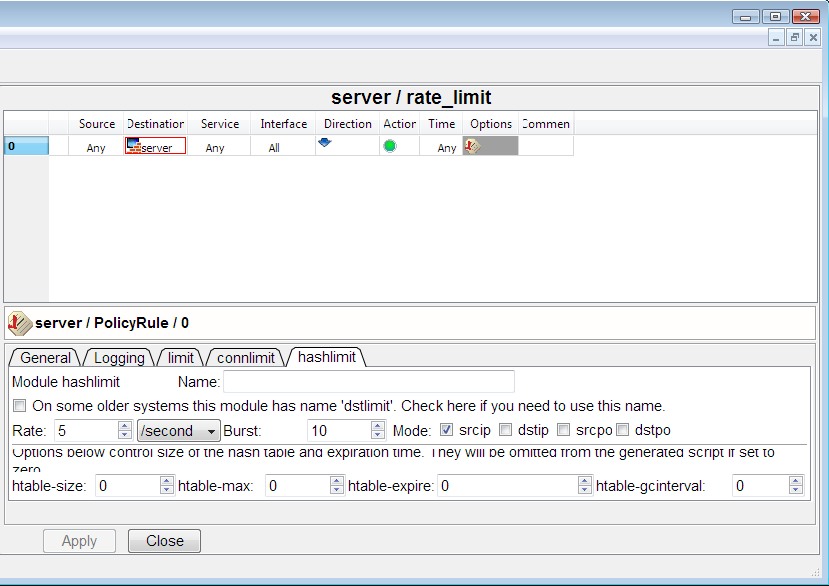 server / rate_limit
Source Destination Service Interface Direction Action Time Options Commen
0 Any server Any All Any
server / PolicyRule / 0
General Logging limit connlimit hashlimit
Module hashlimit Name:
On some older systems this module has name 'dstlimit'. Check here if you need to use this name.
Rate: 5 /second Burst: 10 Mode: srcip dstip srcpo dstpo
Options below control size of the hash table and expiration time. They will be omitted from the generated script if set to
zero
htable-size: 0 htable-max: 0 htable-expire: 0 htable-gcinterval: 0
Apply Close